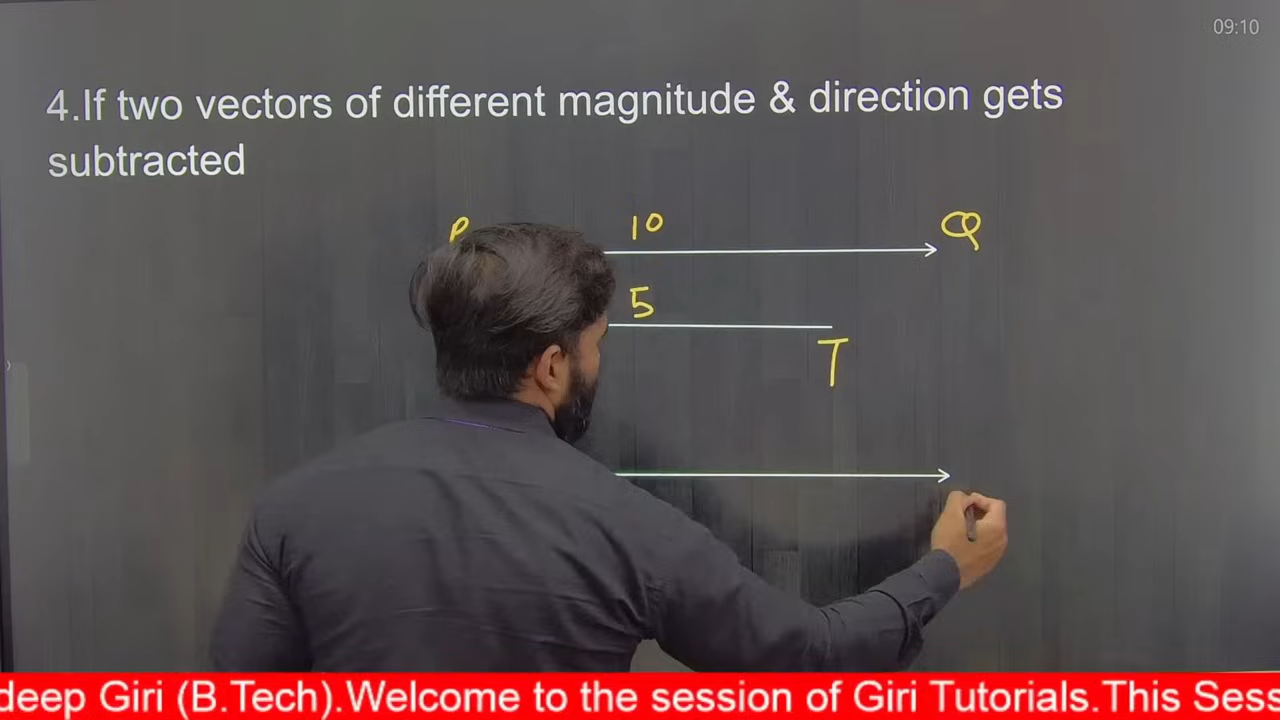 09:10
4.If two vectors of different magnitude & direction gets
subtracted
P 10 Q
5
T
deep Giri (B.Tech).Welcome to the session of Giri Tutorials.This Sess